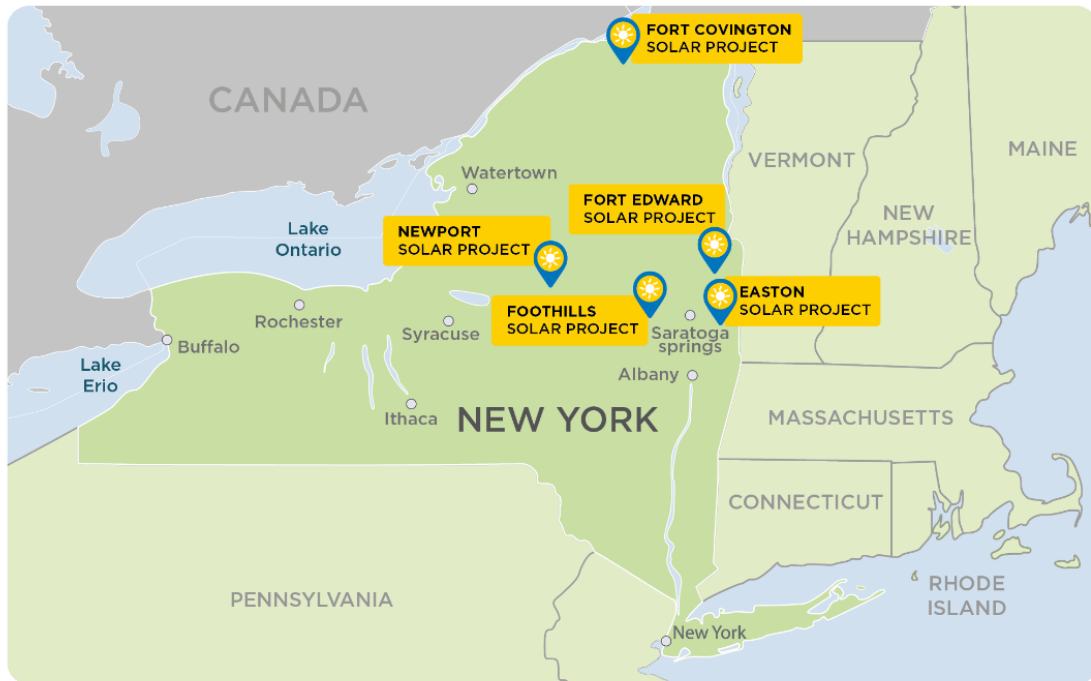 FORT COVINGTON
SOLAR PROJECT
CANADA
VERMONT
MAINE
Watertown
FORT EDWARD
SOLAR PROJECT
NEW
HAMPSHIRE
Lake
Ontario
NEWPORT
SOLAR PROJECT
EASTON
SOLAR PROJECT
FOOTHILLS
SOLAR PROJECT
Rochester
Syracuse
Saratoga
springs
Buffalo
Lake
Erio
Albany
Ithaca
NEW YORK
MASSACHUSETTS
CONNECTICUT
RHODE
ISLAND
PENNSYLVANIA
New York